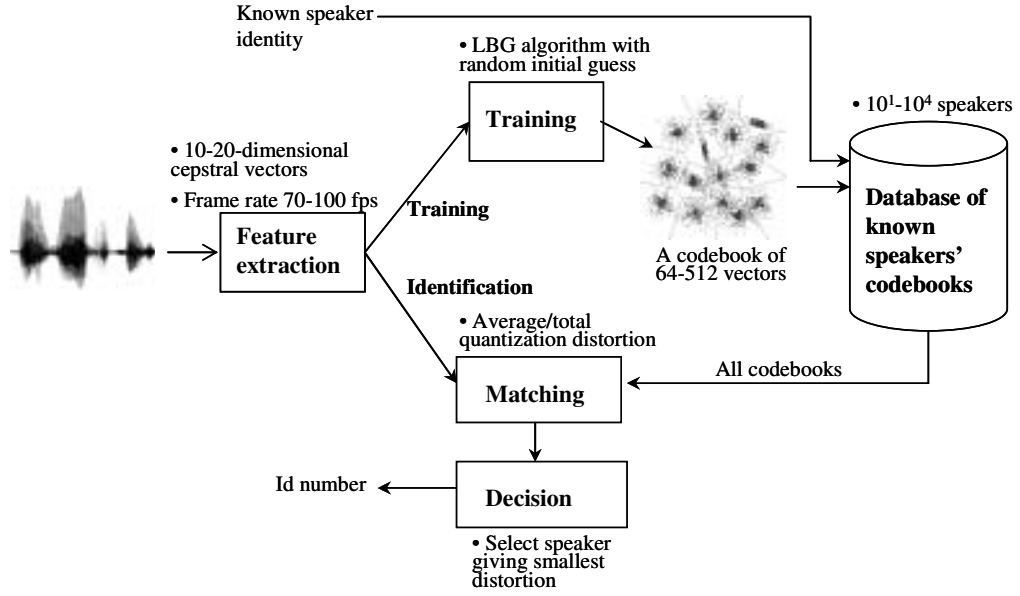 Known speaker
identity
• LBG algorithm with
random initial guess
Training
• 10¹-10⁴ speakers
• 10-20-dimensional
cepstral vectors
• Frame rate 70-100 fps
Training
Feature
extraction
Database of
known
speakers’
codebooks
A codebook of
64-512 vectors
Identification
• Average/total
quantization distortion
All codebooks
Matching
Id number
Decision
• Select speaker
giving smallest
distortion